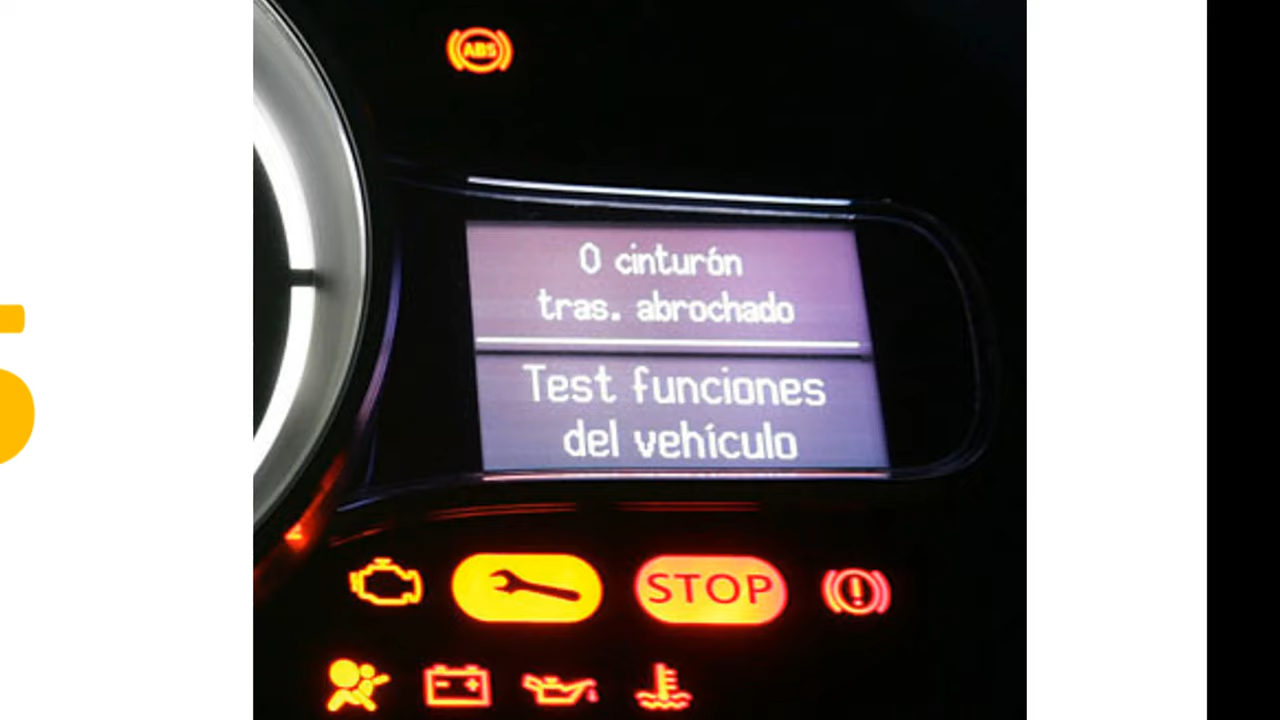 ABS
0 cinturón
tras. abrochado
Test funciones
del vehículo
STOP